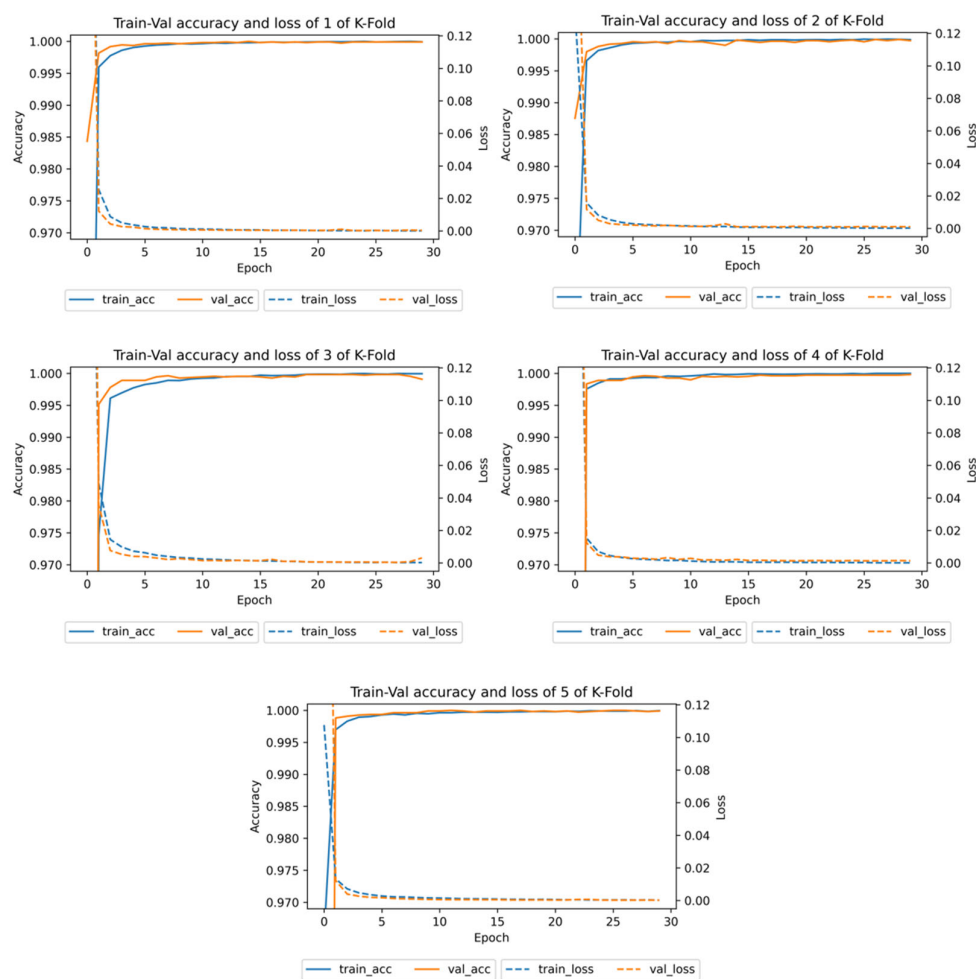 Train-Val accuracy and loss of 1 of K-Fold
1.000
0.995
0.990
0.985
0.980
0.975
0.970
Accuracy
0.12
0.10
0.08
0.06
0.04
0.02
0.00
Loss
0 5 10 15 20 25 30
Epoch
train_acc val_acc train_loss val_loss
Train-Val accuracy and loss of 2 of K-Fold
1.000
0.995
0.990
0.985
0.980
0.975
0.970
Accuracy
0.12
0.10
0.08
0.06
0.04
0.02
0.00
Loss
0 5 10 15 20 25 30
Epoch
train_acc val_acc train_loss val_loss
Train-Val accuracy and loss of 3 of K-Fold
1.000
0.995
0.990
0.985
0.980
0.975
0.970
Accuracy
0.12
0.10
0.08
0.06
0.04
0.02
0.00
Loss
0 5 10 15 20 25 30
Epoch
train_acc val_acc train_loss val_loss
Train-Val accuracy and loss of 4 of K-Fold
1.000
0.995
0.990
0.985
0.980
0.975
0.970
Accuracy
0.12
0.10
0.08
0.06
0.04
0.02
0.00
Loss
0 5 10 15 20 25 30
Epoch
train_acc val_acc train_loss val_loss
Train-Val accuracy and loss of 5 of K-Fold
1.000
0.995
0.990
0.985
0.980
0.975
0.970
Accuracy
0.12
0.10
0.08
0.06
0.04
0.02
0.00
Loss
0 5 10 15 20 25 30
Epoch
train_acc val_acc train_loss val_loss